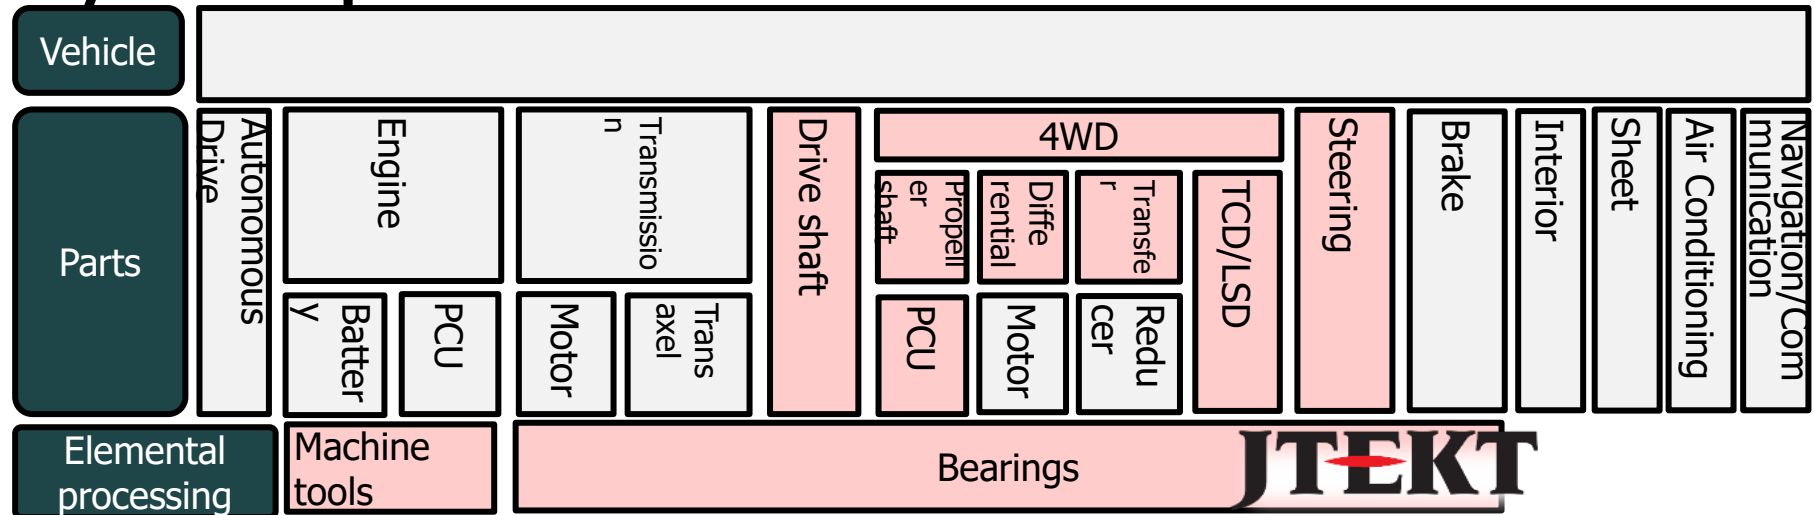 Vehicle
Parts
Autonomous
Drive
Engine
Transmissio
n
Drive shaft
4WD
Propell
er
shaft
Diffe
rential
Transfe
r
TCD/LSD
Steering
Brake
Interior
Sheet
Air Conditioning
Navigation/Com
munication
Batter
y
PCU
Motor
Trans
axel
PCU
Motor
Redu
cer
Elemental
processing
Machine
tools
Bearings
JTEKT